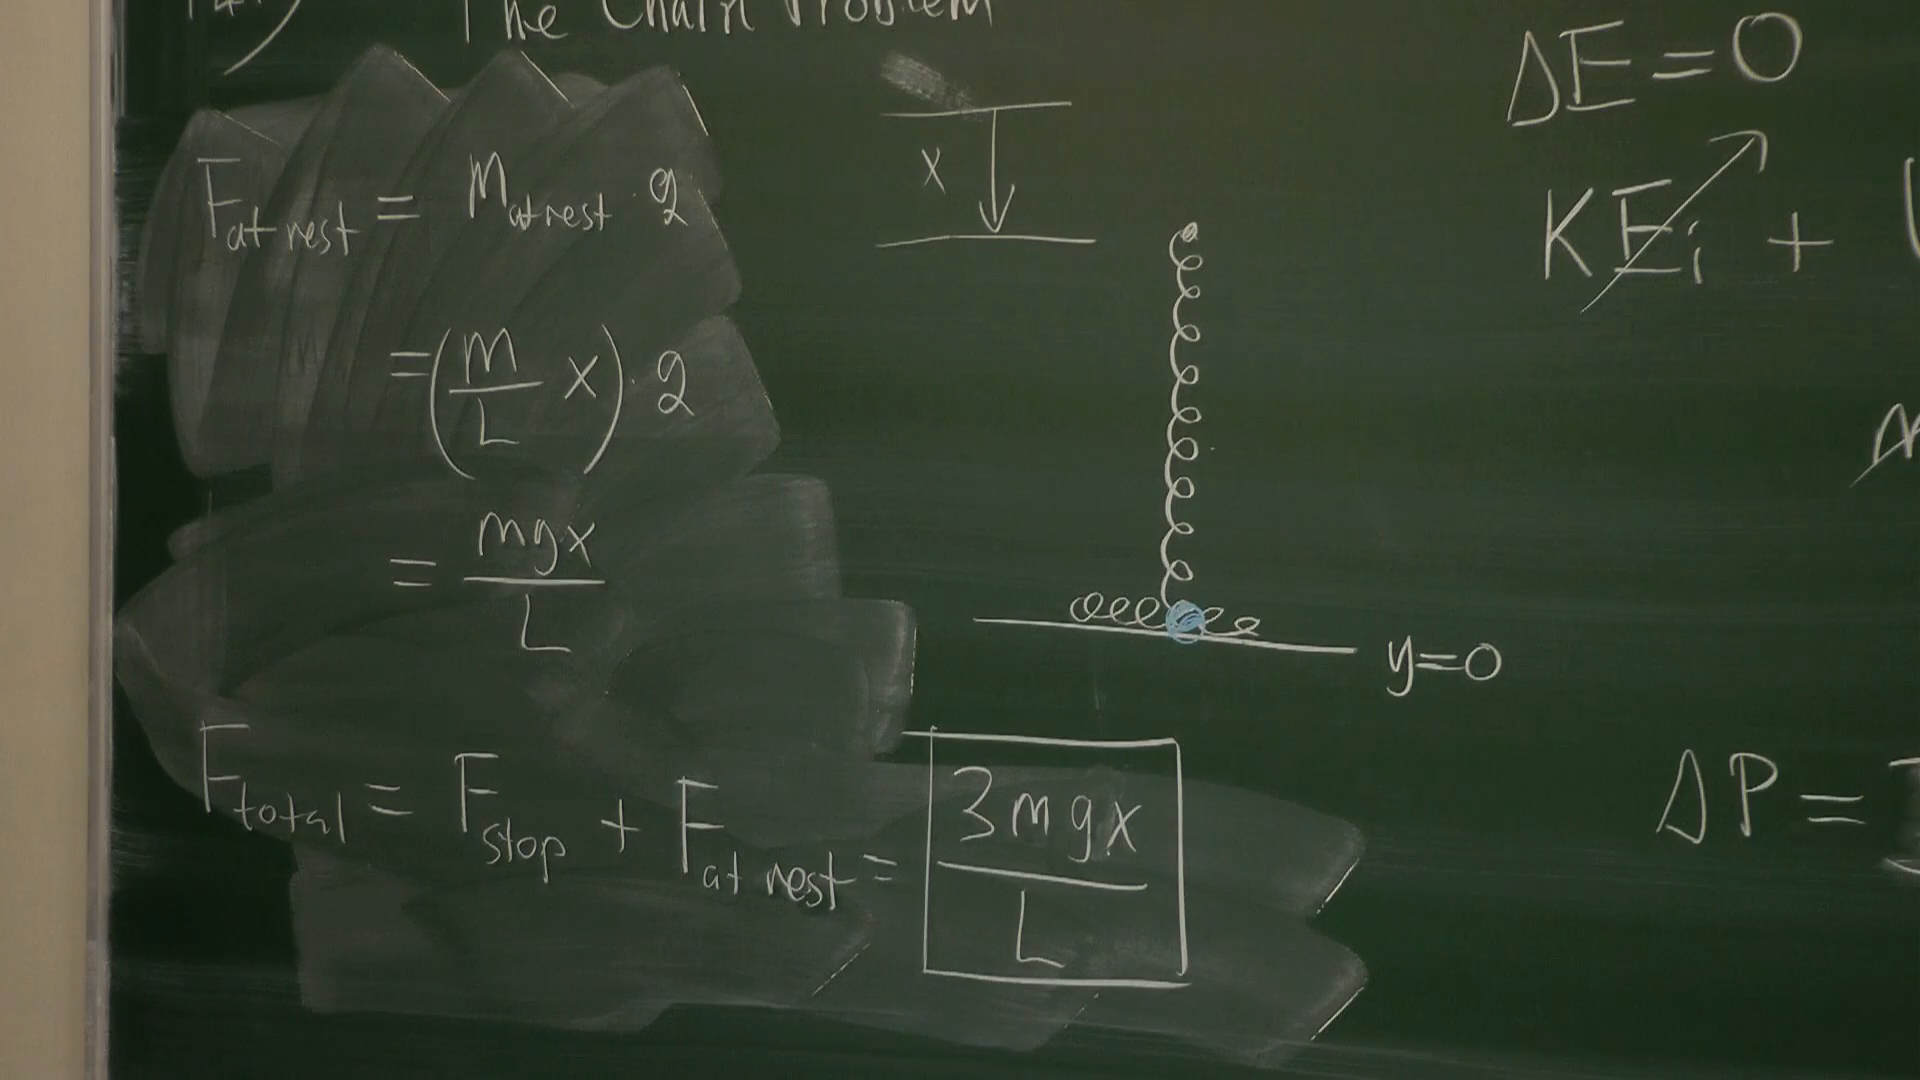 The Chain Problem
F_at rest = m_at rest · g
= (m/L x) · g
= mgx/L
F_total = F_stop + F_at rest = 3mgx/L
x
y=0
ΔE = 0
KE_i +
ΔP =